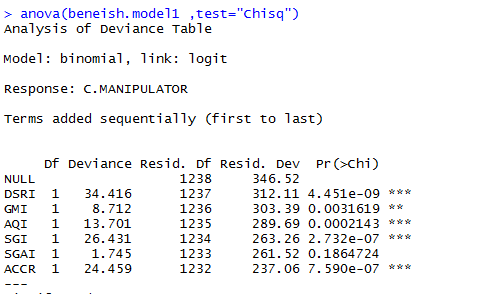 > anova(beneish.model1 ,test="Chisq")
Analysis of Deviance Table
Model: binomial, link: logit
Response: C.MANIPULATOR
Terms added sequentially (first to last)
Df Deviance Resid. Df Resid. Dev Pr(>Chi)
NULL 1238 346.52
DSRI 1 34.416 1237 312.11 4.451e-09 ***
GMI 1 8.712 1236 303.39 0.0031619 **
AQI 1 13.701 1235 289.69 0.0002143 ***
SGI 1 26.431 1234 263.26 2.732e-07 ***
SGAI 1 1.745 1233 261.52 0.1864724
ACCR 1 24.459 1232 237.06 7.590e-07 ***
---